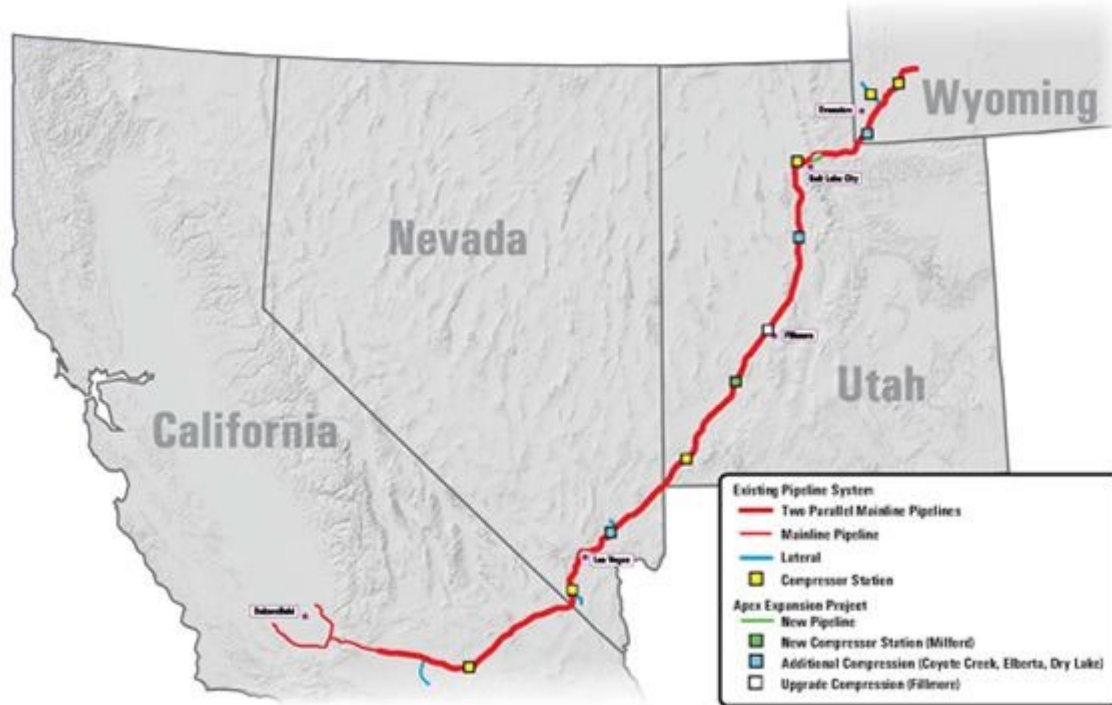 Wyoming
Evanston
Salt Lake City
Nevada
Fillmore
Utah
California
Las Vegas
Bakersfield
Existing Pipeline System
Two Parallel Mainline Pipelines
Mainline Pipeline
Lateral
Compressor Station
Apex Expansion Project
New Pipeline
New Compressor Station (Milford)
Additional Compression (Coyote Creek, Elberta, Dry Lake)
Upgrade Compression (Fillmore)